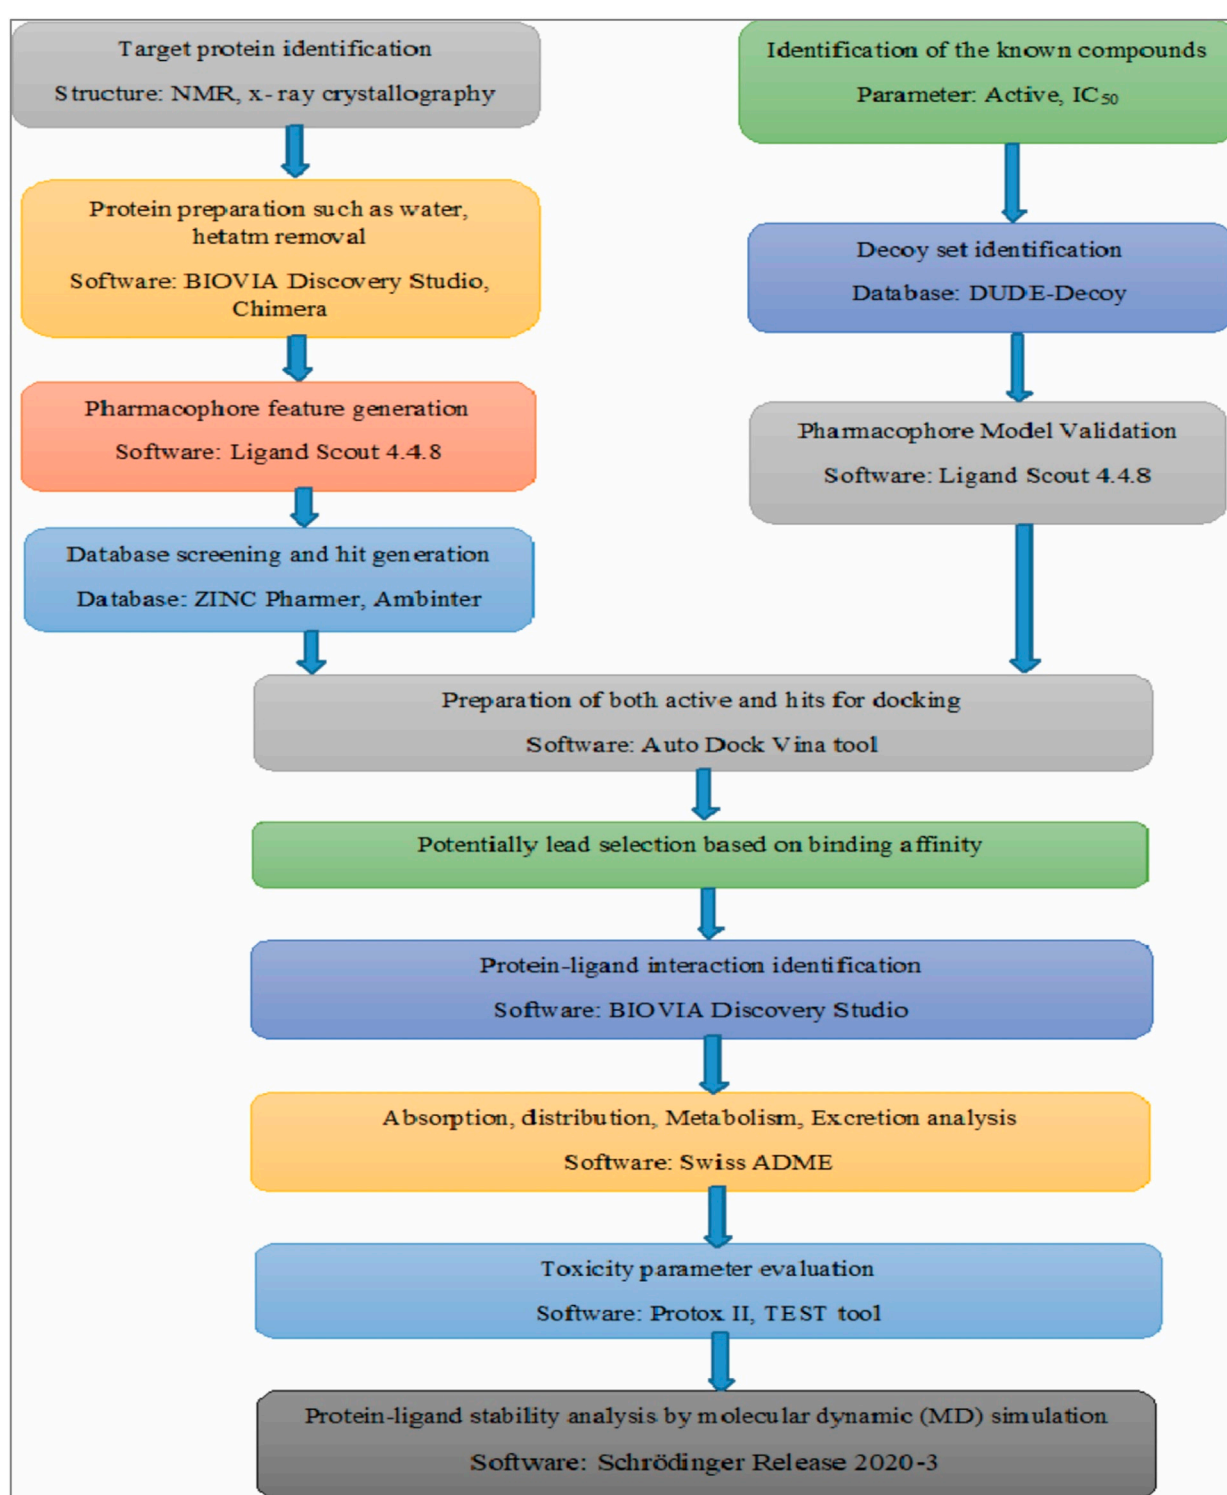 Target protein identification
Structure: NMR, x- ray crystallography
Protein preparation such as water,
hetatm removal
Software: BIOVIA Discovery Studio,
Chimera
Pharmacophore feature generation
Software: Ligand Scout 4.4.8
Database screening and hit generation
Database: ZINC Pharmer, Ambinter
Identification of the known compounds
Parameter: Active, IC₅₀
Decoy set identification
Database: DUDE-Decoy
Pharmacophore Model Validation
Software: Ligand Scout 4.4.8
Preparation of both active and hits for docking
Software: Auto Dock Vina tool
Potentially lead selection based on binding affinity
Protein-ligand interaction identification
Software: BIOVIA Discovery Studio
Absorption, distribution, Metabolism, Excretion analysis
Software: Swiss ADME
Toxicity parameter evaluation
Software: Protox II, TEST tool
Protein-ligand stability analysis by molecular dynamic (MD) simulation
Software: Schrödinger Release 2020-3